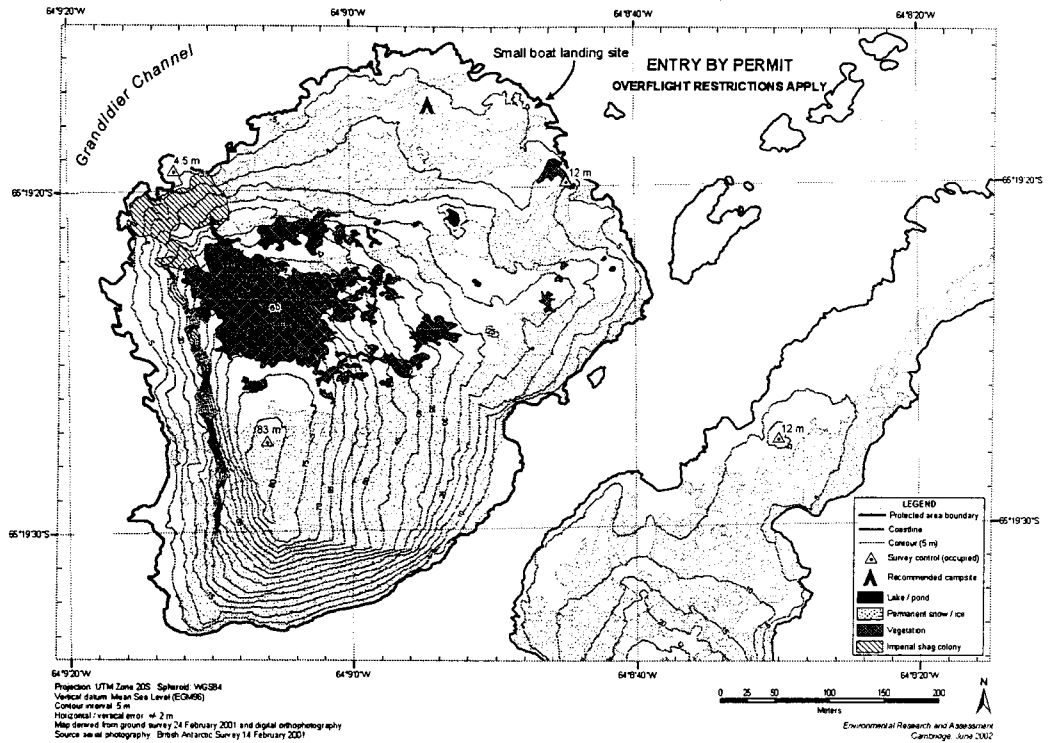 64°9'20"W 64°9'0"W 64°8'40"W 64°8'20"W
Grandidier Channel
Small boat landing site
ENTRY BY PERMIT
OVERFLIGHT RESTRICTIONS APPLY
4.5 m
12 m
65°19'20"S 65°19'20"S
83 m
12 m
65°19'30"S 65°19'30"S
LEGEND
Protected area boundary
Coastline
Contour (5 m)
Survey control (occupied)
Recommended campsite
Lake / pond
Permanent snow / ice
Vegetation
Imperial shag colony
64°9'20"W 64°9'0"W 64°8'40"W 64°8'20"W
Projection: UTM Zone 20S Spheroid: WGS84
Vertical datum: Mean Sea Level (EGM96)
Contour interval: 5 m
Horizontal / vertical error: +/- 2 m
Map derived from ground survey 24 February 2001 and digital orthophotography
Source aerial photography: British Antarctic Survey 14 February 2001
0 25 50 100 150 200
Meters
N
Environmental Research and Assessment
Cambridge, June 2002